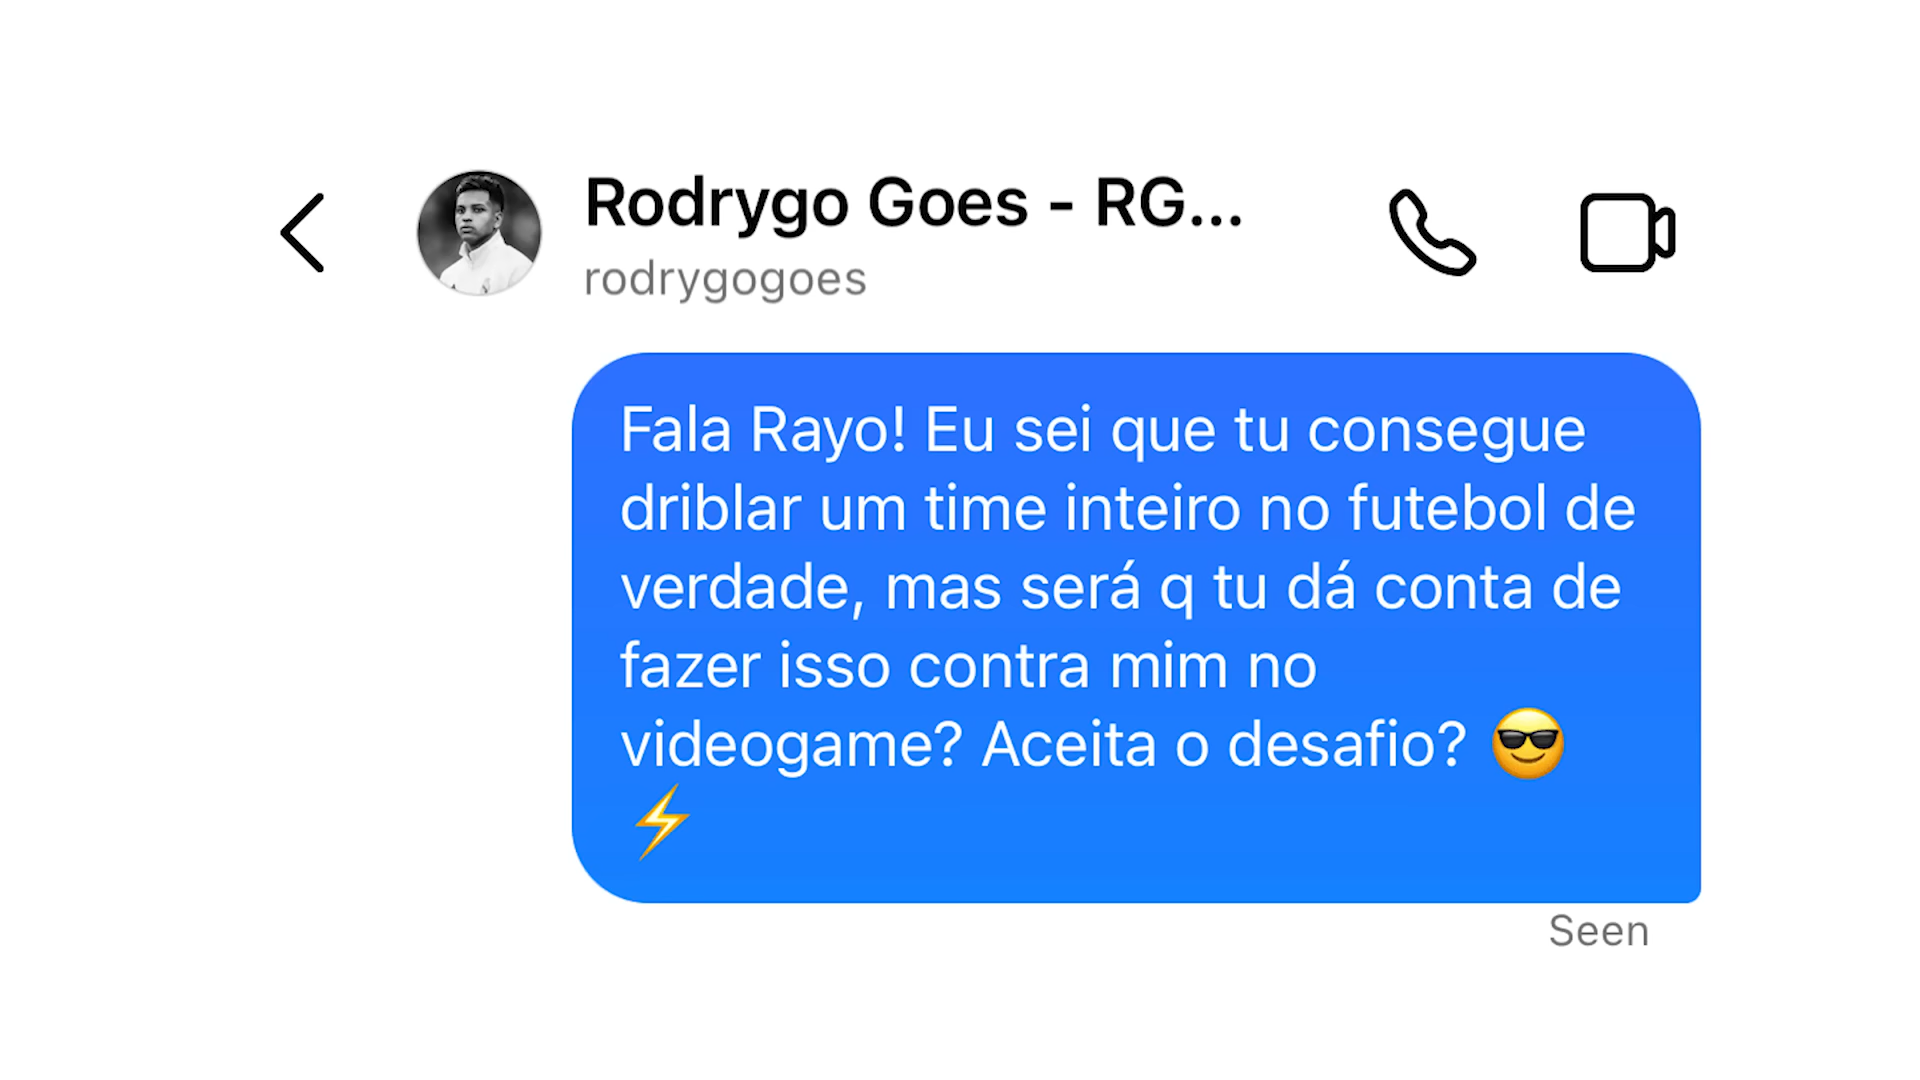 Rodrygo Goes - RG...
rodrygogoes
Fala Rayo! Eu sei que tu consegue
driblar um time inteiro no futebol de
verdade, mas será q tu dá conta de
fazer isso contra mim no
videogame? Aceita o desafio? 😎
⚡
Seen